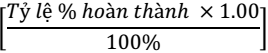 [Tỷ lệ % hoàn thành × 1.00
100%]